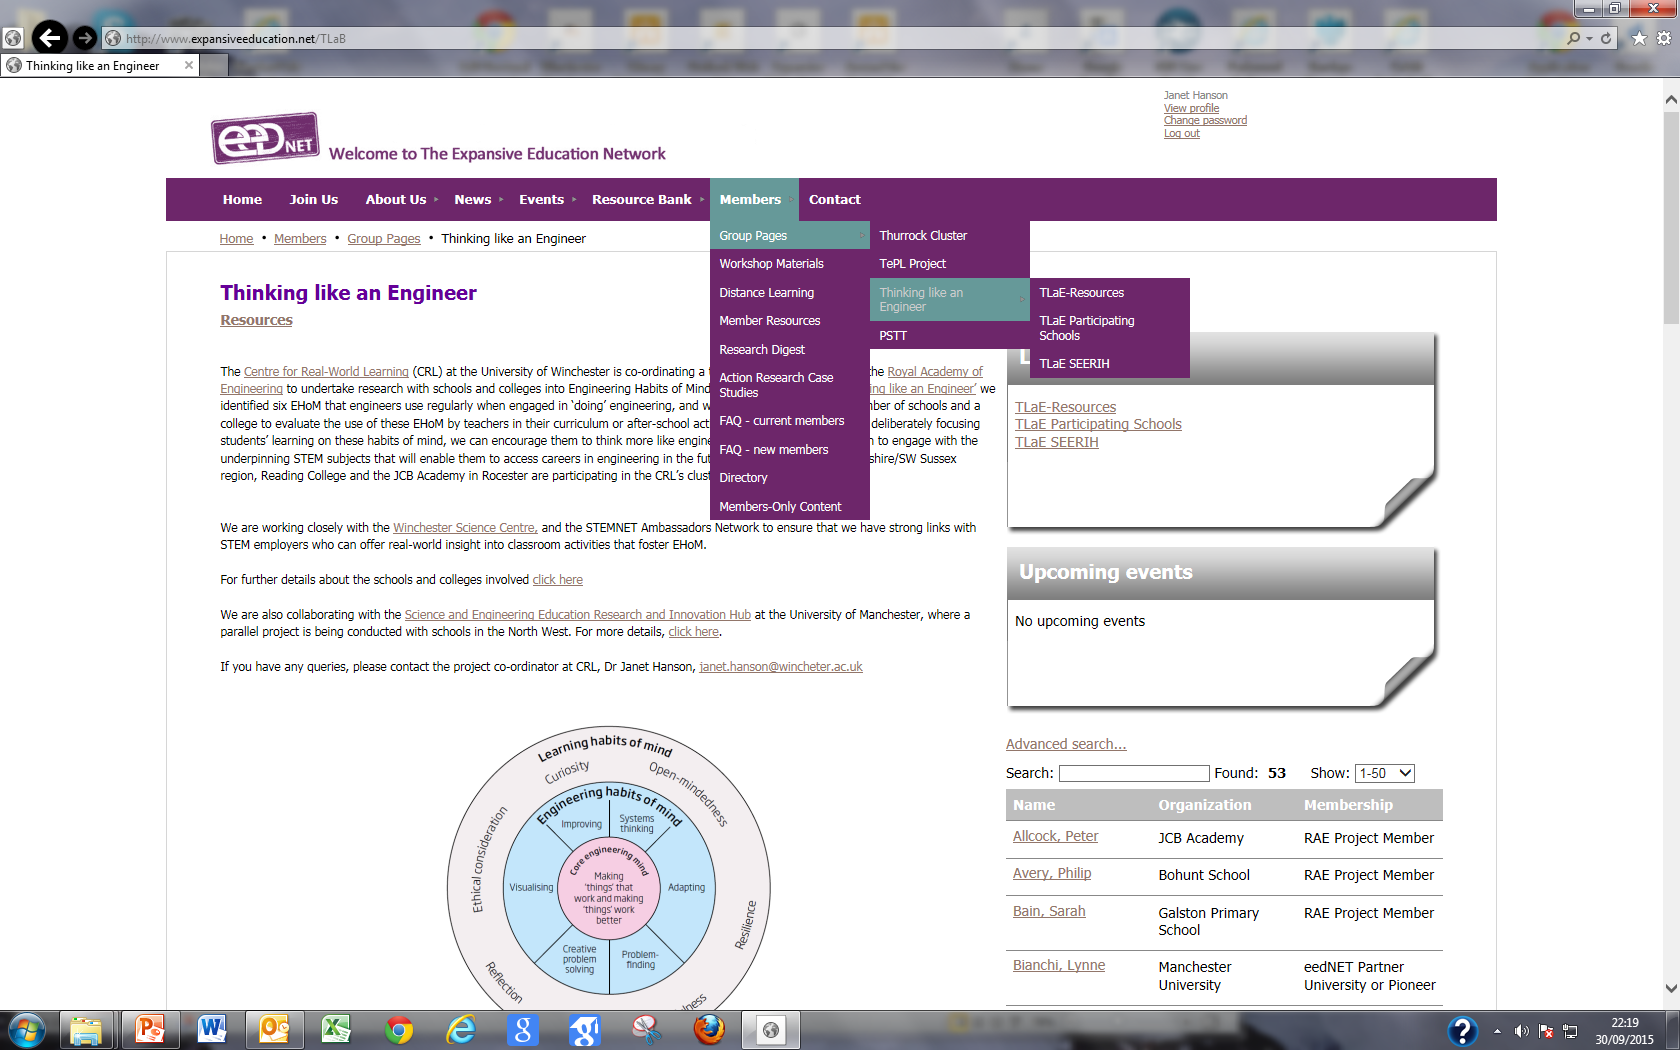 http://www.expansiveeducation.net/TLaB
Thinking like an Engineer
Janet Hanson
View profile
Change password
Log out
eedNET
Welcome to The Expansive Education Network
Home Join Us About Us News Events Resource Bank Members Contact
Home • Members • Group Pages • Thinking like an Engineer
Group Pages
Workshop Materials
Distance Learning
Member Resources
Research Digest
Action Research Case
Studies
FAQ - current members
FAQ - new members
Directory
Members-Only Content
Thurrock Cluster
TePL Project
Thinking like an
Engineer
PSTT
TLaE-Resources
TLaE Participating
Schools
TLaE SEERIH
Thinking like an Engineer
Resources
The Centre for Real-World Learning (CRL) at the University of Winchester is co-ordinating a the Royal Academy of
Engineering to undertake research with schools and colleges into Engineering Habits of Mind ing like an Engineer' we
identified six EHoM that engineers use regularly when engaged in 'doing' engineering, and w mber of schools and a
college to evaluate the use of these EHoM by teachers in their curriculum or after-school act deliberately focusing
students' learning on these habits of mind, we can encourage them to think more like engine n to engage with the
underpinning STEM subjects that will enable them to access careers in engineering in the fut shire/SW Sussex
region, Reading College and the JCB Academy in Rocester are participating in the CRL's clust
We are working closely with the Winchester Science Centre, and the STEMNET Ambassadors Network to ensure that we have strong links with
STEM employers who can offer real-world insight into classroom activities that foster EHoM.
For further details about the schools and colleges involved click here
We are also collaborating with the Science and Engineering Education Research and Innovation Hub at the University of Manchester, where a
parallel project is being conducted with schools in the North West. For more details, click here.
If you have any queries, please contact the project co-ordinator at CRL, Dr Janet Hanson, janet.hanson@wincheter.ac.uk
Learning habits of mind
Curiosity
Open-mindedness
Ethical consideration
Resilience
Reflection
lness
Engineering habits of mind
Improving
Systems
thinking
Visualising
Adapting
Creative
problem
solving
Problem-
finding
Core engineering mind
Making
'things' that
work and making
'things' work
better
TLaE-Resources
TLaE Participating Schools
TLaE SEERIH
Upcoming events
No upcoming events
Advanced search...
Search: Found: 53 Show: 1-50
Name Organization Membership
Allcock, Peter JCB Academy RAE Project Member
Avery, Philip Bohunt School RAE Project Member
Bain, Sarah Galston Primary RAE Project Member
School
Bianchi, Lynne Manchester eedNET Partner
University University or Pioneer
22:19
30/09/2015